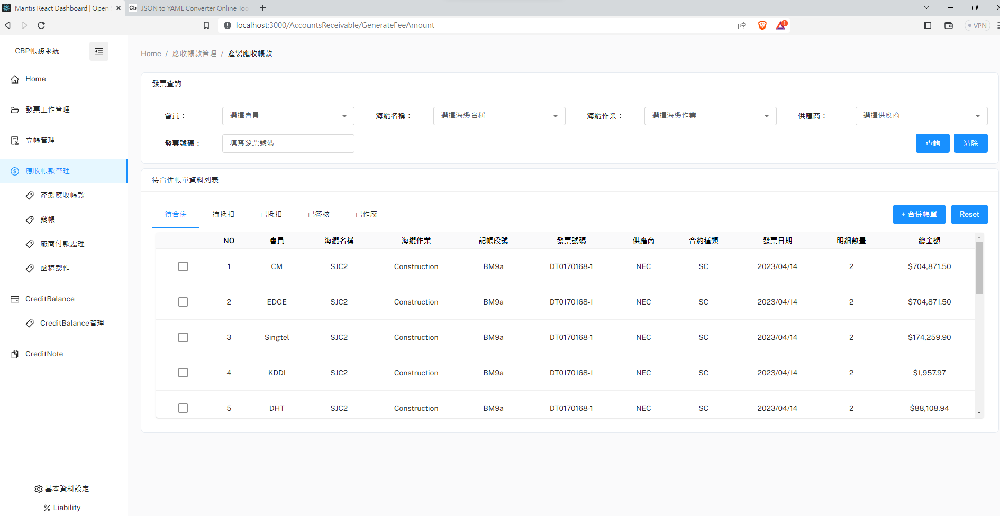 Mantis React Dashboard | Open
Cb JSON to YAML Converter Online Too
localhost:3000/AccountsReceivable/GenerateFeeAmount
1
VPN
CBP帳務系統
Home
發票工作管理
立帳管理
應收帳款管理
產製應收帳款
銷帳
廠商付款處理
函稿製作
CreditBalance
CreditBalance管理
CreditNote
基本資料設定
Liability
Home / 應收帳款管理 / 產製應收帳款
發票查詢
會員： 選擇會員 海纜名稱： 選擇海纜名稱 海纜作業： 選擇海纜作業 供應商： 選擇供應商
發票號碼： 填寫發票號碼 查詢 清除
待合併帳單資料列表
待合併 待抵扣 已抵扣 已簽核 已作廢 + 合併帳單 Reset
NO 會員 海纜名稱 海纜作業 記帳段號 發票號碼 供應商 合約種類 發票日期 明細數量 總金額
1 CM SJC2 Construction BM9a DT0170168-1 NEC SC 2023/04/14 2 $704,871.50
2 EDGE SJC2 Construction BM9a DT0170168-1 NEC SC 2023/04/14 2 $704,871.50
3 Singtel SJC2 Construction BM9a DT0170168-1 NEC SC 2023/04/14 2 $174,259.90
4 KDDI SJC2 Construction BM9a DT0170168-1 NEC SC 2023/04/14 2 $1,957.97
5 DHT SJC2 Construction BM9a DT0170168-1 NEC SC 2023/04/14 2 $88,108.94